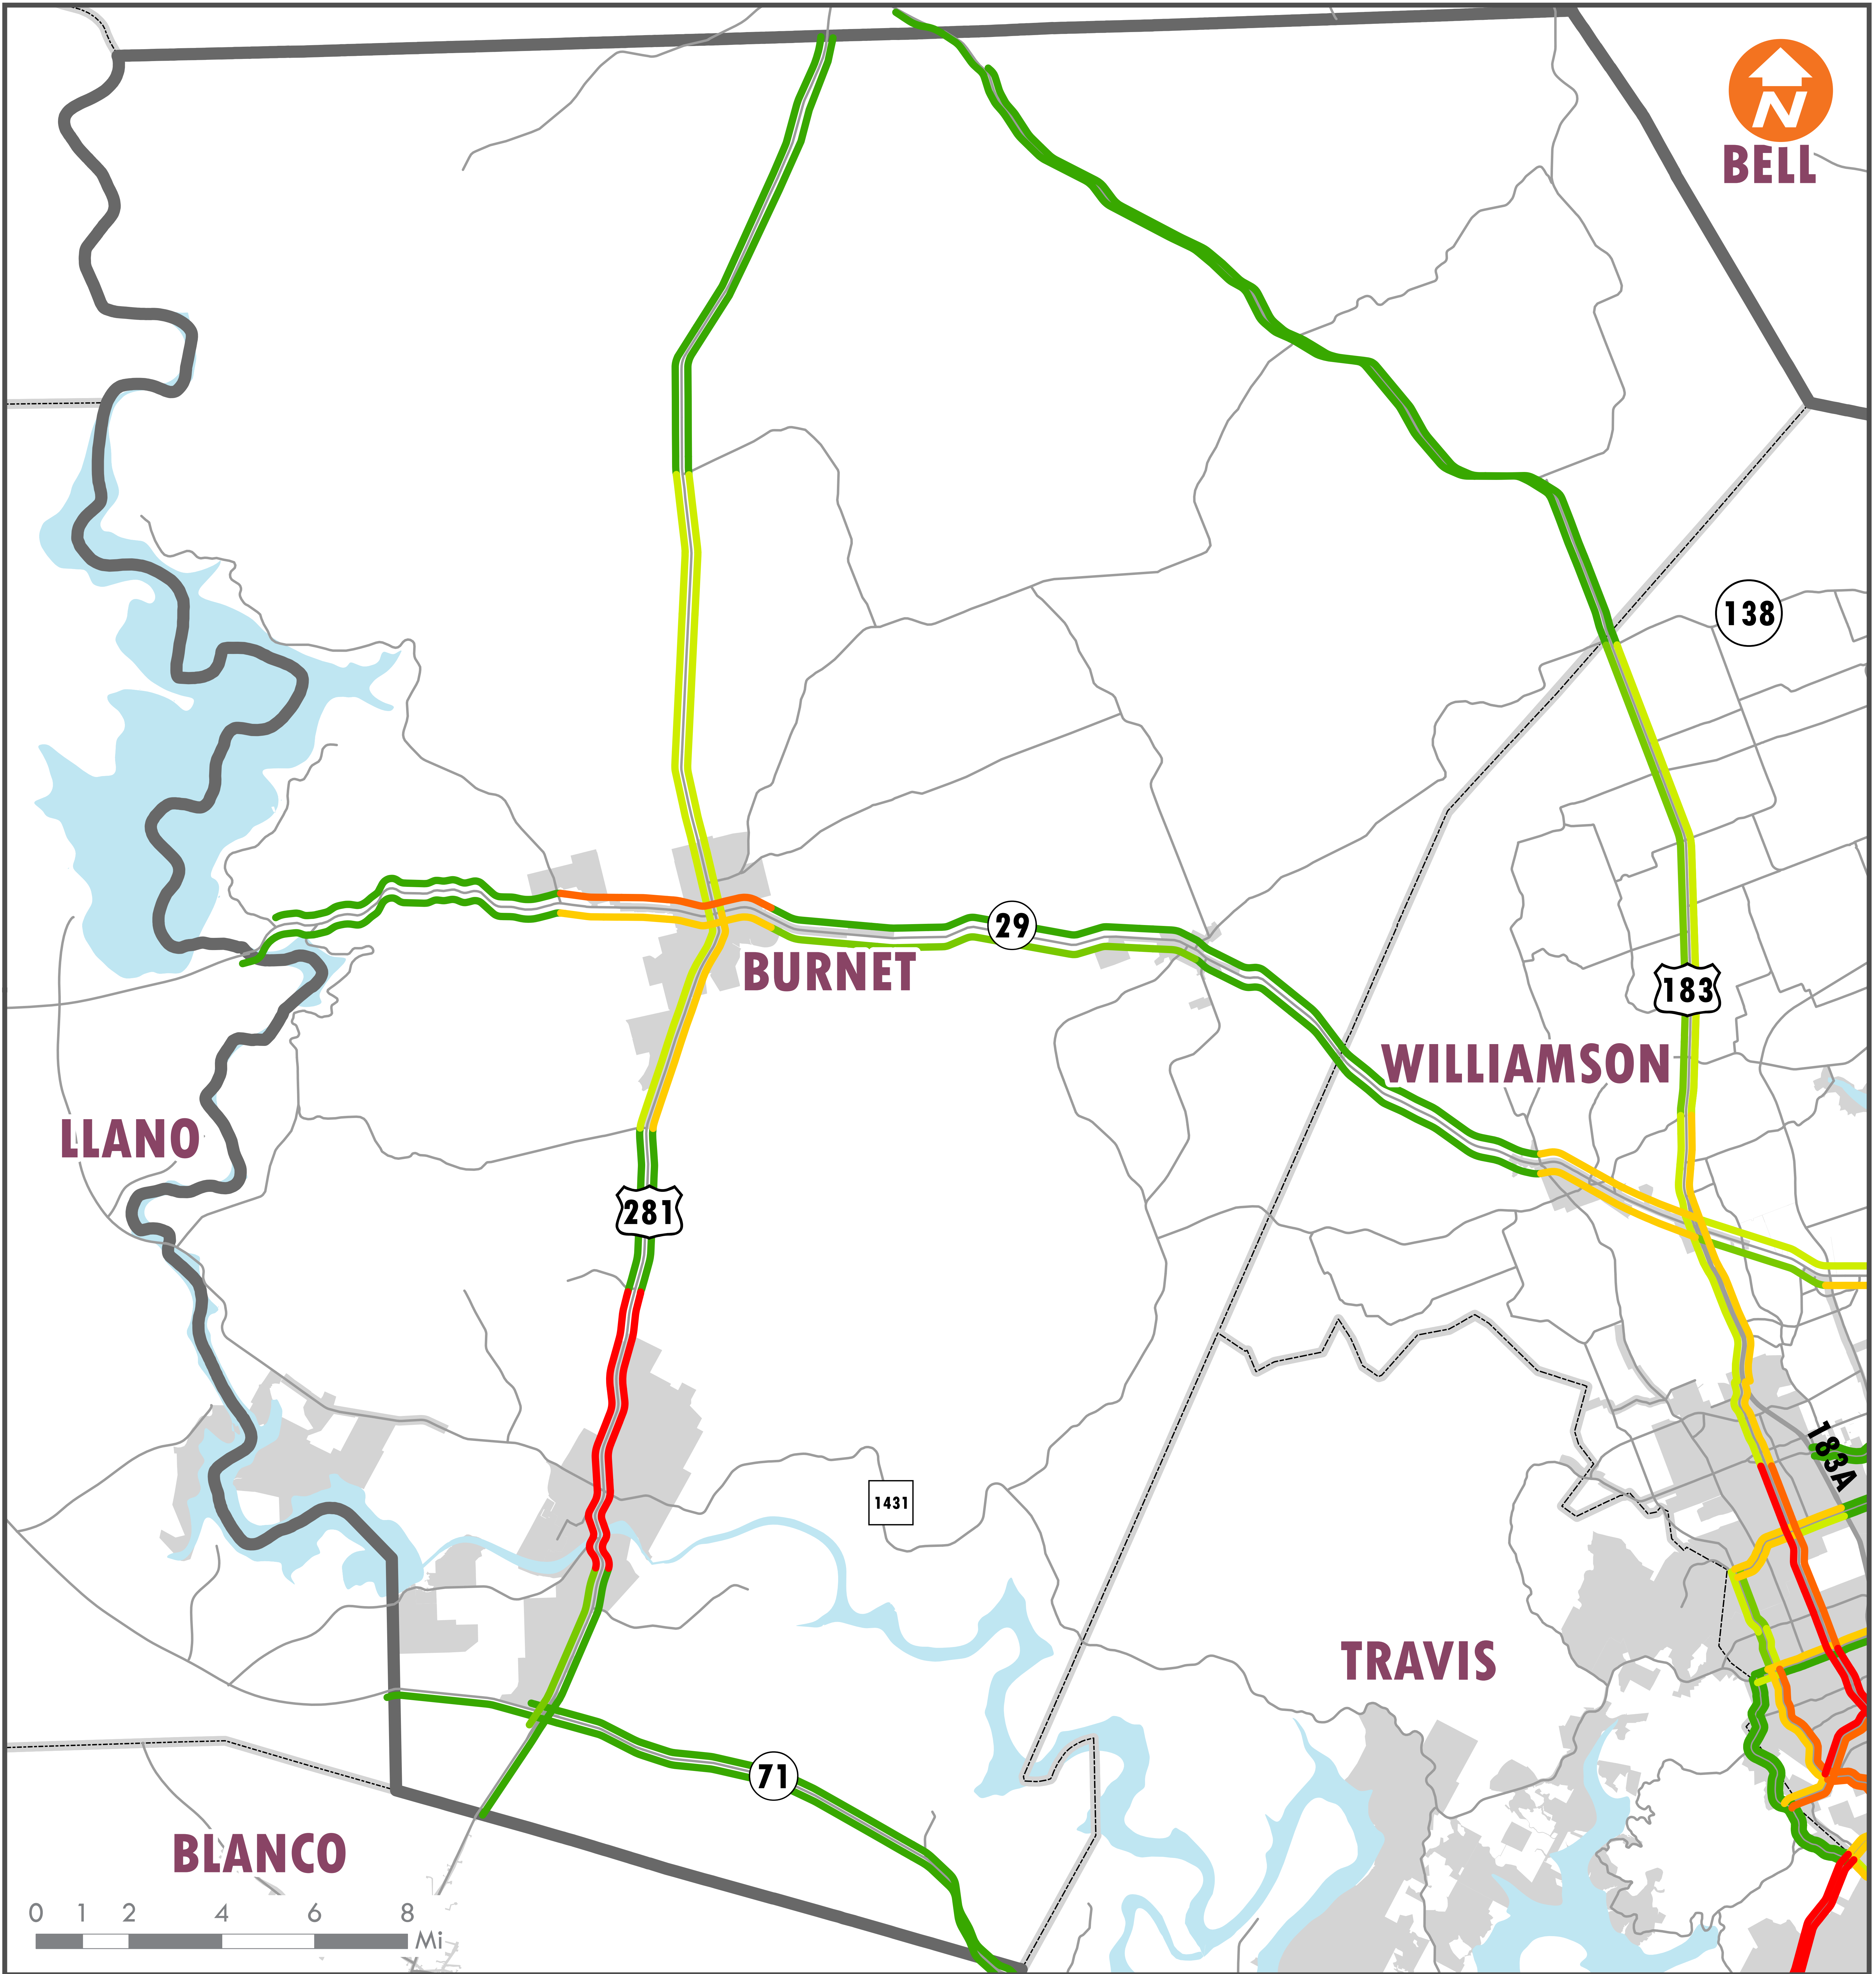 N
BELL
138
29
BURNET
183
WILLIAMSON
LLANO
281
183A
1431
TRAVIS
71
BLANCO
0 1 2 4 6 8
Mi